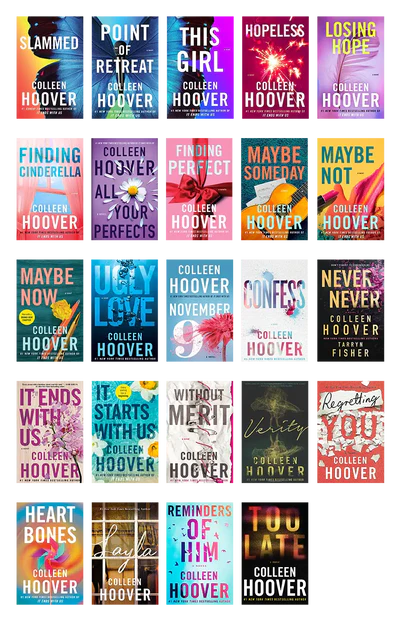 SLAMMED
COLLEEN
HOOVER
POINT
OF
RETREAT
COLLEEN
HOOVER
THIS
GIRL
COLLEEN
HOOVER
HOPELESS
COLLEEN
HOOVER
LOSING
HOPE
COLLEEN
HOOVER
FINDING
CINDERELLA
COLLEEN
HOOVER
COLLEEN
HOOVER
ALL
YOUR
PERFECTS
FINDING
PERFECT
COLLEEN
HOOVER
MAYBE
SOMEDAY
COLLEEN
HOOVER
MAYBE
NOT
COLLEEN
HOOVER
MAYBE
NOW
COLLEEN
HOOVER
UGLY
LOVE
COLLEEN
HOOVER
COLLEEN
HOOVER
NOVEMBER
9
CONFESS
COLLEEN
HOOVER
NEVER
NEVER
COLLEEN
HOOVER
TARRYN
FISHER
IT ENDS
WITH
US
COLLEEN
HOOVER
IT
STARTS
WITH US
COLLEEN
HOOVER
WITHOUT
MERIT
COLLEEN
HOOVER
Verity
COLLEEN
HOOVER
Regretting
YOU
COLLEEN
HOOVER
HEART
BONES
COLLEEN
HOOVER
Layla
COLLEEN
HOOVER
REMINDERS
OF
HIM
COLLEEN
HOOVER
TOO
LATE
COLLEEN
HOOVER